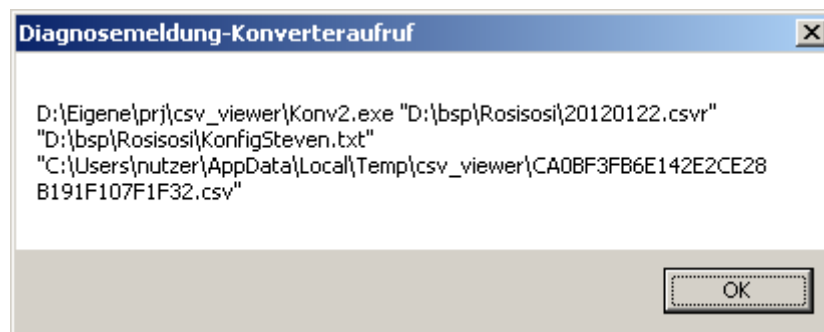 Diagnosemeldung-Konverteraufruf
D:\Eigene\prj\csv_viewer\Konv2.exe "D:\bsp\Rosisosi\20120122.csvr"
"D:\bsp\Rosisosi\KonfigSteven.txt"
"C:\Users\nutzer\AppData\Local\Temp\csv_viewer\CA0BF3FB6E142E2CE28
B191F107F1F32.csv"
OK